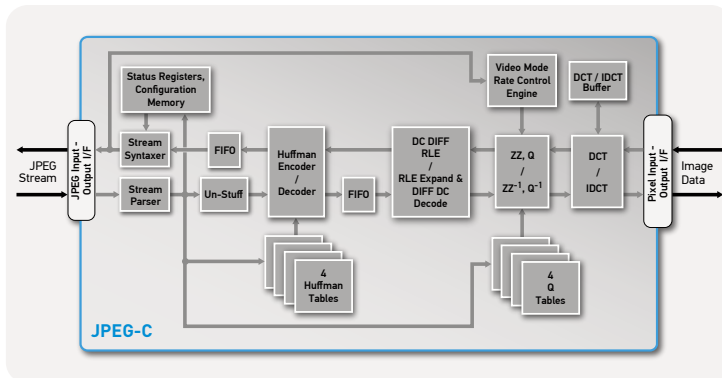 Status Registers,
Configuration
Memory
Video Mode
Rate Control
Engine
DCT / IDCT
Buffer
JPEG
Stream
JPEG Input -
Output I/F
Stream
Syntaxer
FIFO
Huffman
Encoder
/
Decoder
DC DIFF
RLE
/
RLE Expand &
DIFF DC
Decode
ZZ, Q
/
ZZ⁻¹, Q⁻¹
DCT
/
IDCT
Pixel Input -
Output I/F
Image
Data
Stream
Parser
Un-Stuff
FIFO
4
Huffman
Tables
4
Q
Tables
JPEG-C